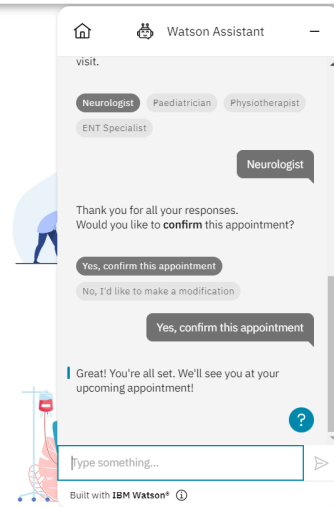 Watson Assistant
visit.
Neurologist Paediatrician Physiotherapist
ENT Specialist
Neurologist
Thank you for all your responses.
Would you like to confirm this appointment?
Yes, confirm this appointment
No, I'd like to make a modification
Yes, confirm this appointment
Great! You're all set. We'll see you at your
upcoming appointment!
?
Type something...
Built with IBM Watson® i